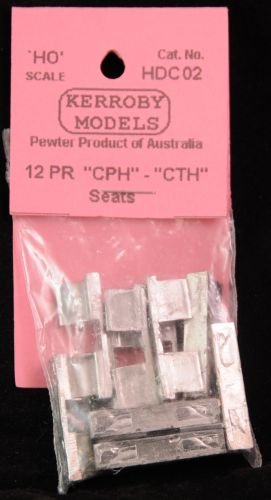 'HO'
SCALE
Cat. No.
HDC 02
KERROBY
MODELS
Pewter Product of Australia
12 PR "CPH" - "CTH"
Seats